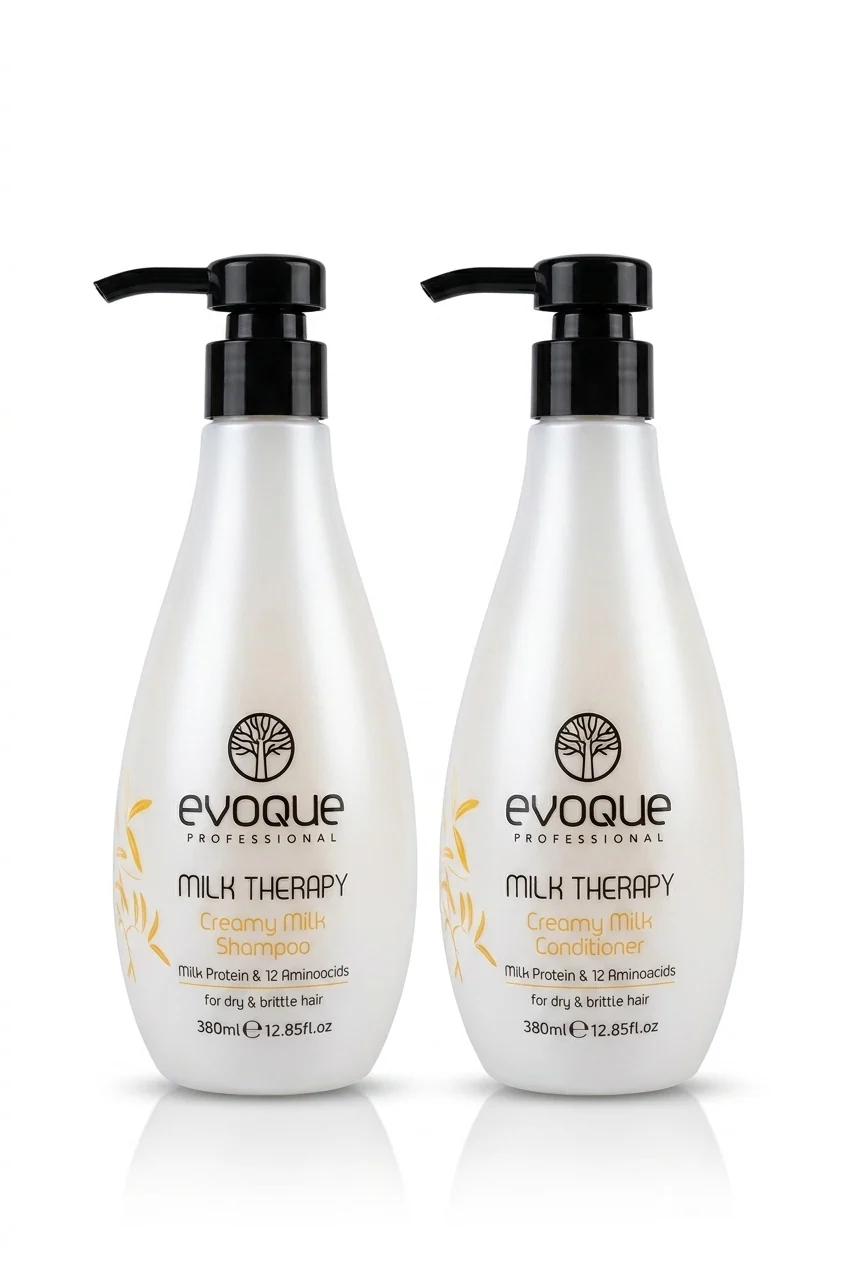 evoque
PROFESSIONAL
MILK THERAPY
Creamy Milk
Shampoo
Milk Protein & 12 Aminoocids
for dry & brittle hair
380ml ℮ 12.85fl.oz
evoque
PROFESSIONAL
MILK THERAPY
Creamy Milk
Conditioner
Milk Protein & 12 Aminoacids
for dry & brittle hair
380ml ℮ 12.85fl.oz